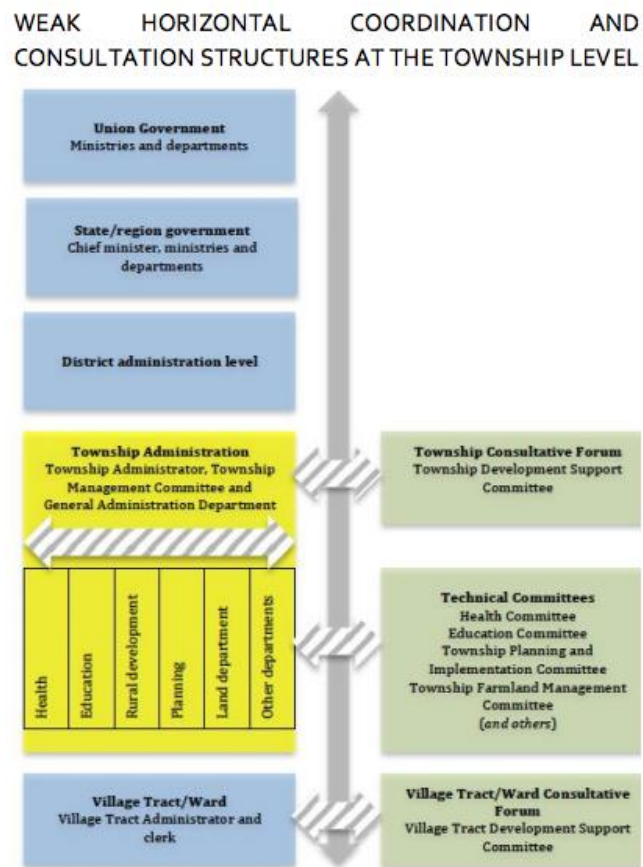 WEAK HORIZONTAL COORDINATION AND
CONSULTATION STRUCTURES AT THE TOWNSHIP LEVEL
Union Government
Ministries and departments
State/region government
Chief minister, ministries and
departments
District administration level
Township Administration
Township Administrator, Township
Management Committee and
General Administration Department
Township Consultative Forum
Township Development Support
Committee
Health
Education
Rural development
Planning
Land department
Other departments
Technical Committees
Health Committee
Education Committee
Township Planning and
Implementation Committee
Township Farmland Management
Committee
(and others)
Village Tract/Ward
Village Tract Administrator and
clerk
Village Tract/Ward Consultative
Forum
Village Tract Development Support
Committee